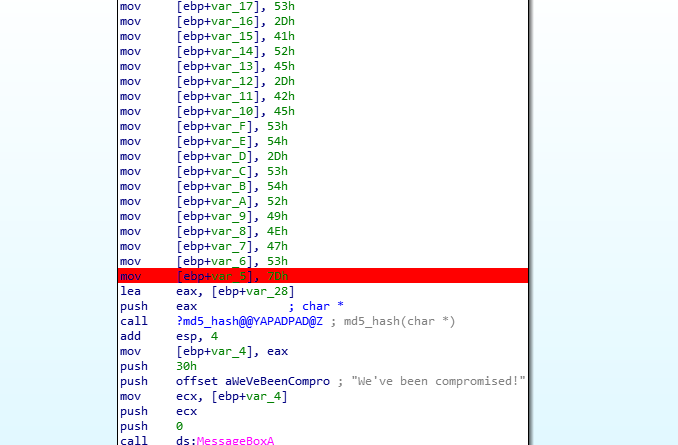 mov [ebp+var_17], 53h
mov [ebp+var_16], 2Dh
mov [ebp+var_15], 41h
mov [ebp+var_14], 52h
mov [ebp+var_13], 45h
mov [ebp+var_12], 2Dh
mov [ebp+var_11], 42h
mov [ebp+var_10], 45h
mov [ebp+var_F], 53h
mov [ebp+var_E], 54h
mov [ebp+var_D], 2Dh
mov [ebp+var_C], 53h
mov [ebp+var_B], 54h
mov [ebp+var_A], 52h
mov [ebp+var_9], 49h
mov [ebp+var_8], 4Eh
mov [ebp+var_7], 47h
mov [ebp+var_6], 53h
mov [ebp+var_5], 7Dh
lea eax, [ebp+var_28]
push eax ; char *
call ?md5_hash@@YAPADPAD@Z ; md5_hash(char *)
add esp, 4
mov [ebp+var_4], eax
push 30h
push offset aWeVeBeenCompro ; "We've been compromised!"
mov ecx, [ebp+var_4]
push ecx
push 0
call ds:MessageBoxA